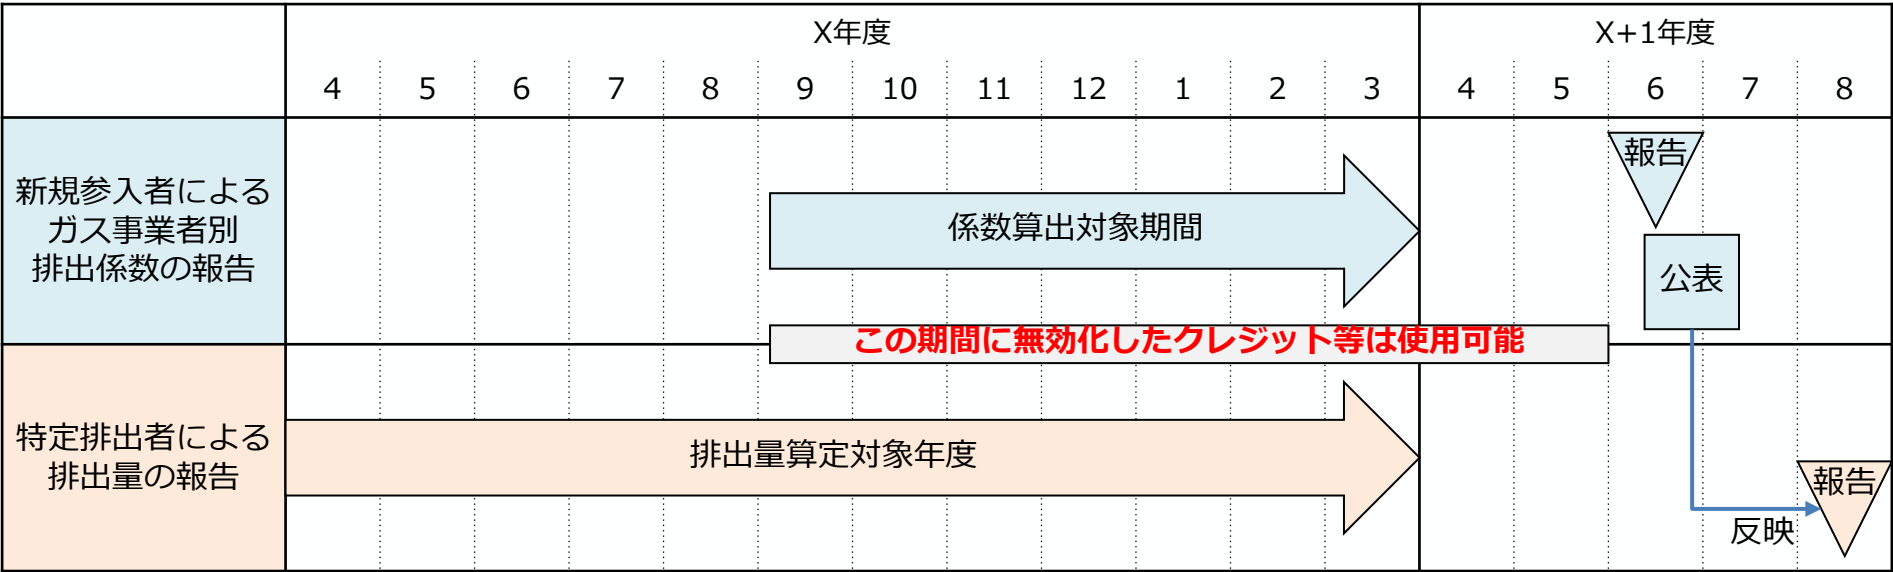 X年度
X+1年度
4 5 6 7 8 9 10 11 12 1 2 3 4 5 6 7 8
新規参入者による
ガス事業者別
排出係数の報告
係数算出対象期間
報告
公表
この期間に無効化したクレジット等は使用可能
特定排出者による
排出量の報告
排出量算定対象年度
報告
反映